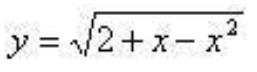 y = √(2 + x − x²)